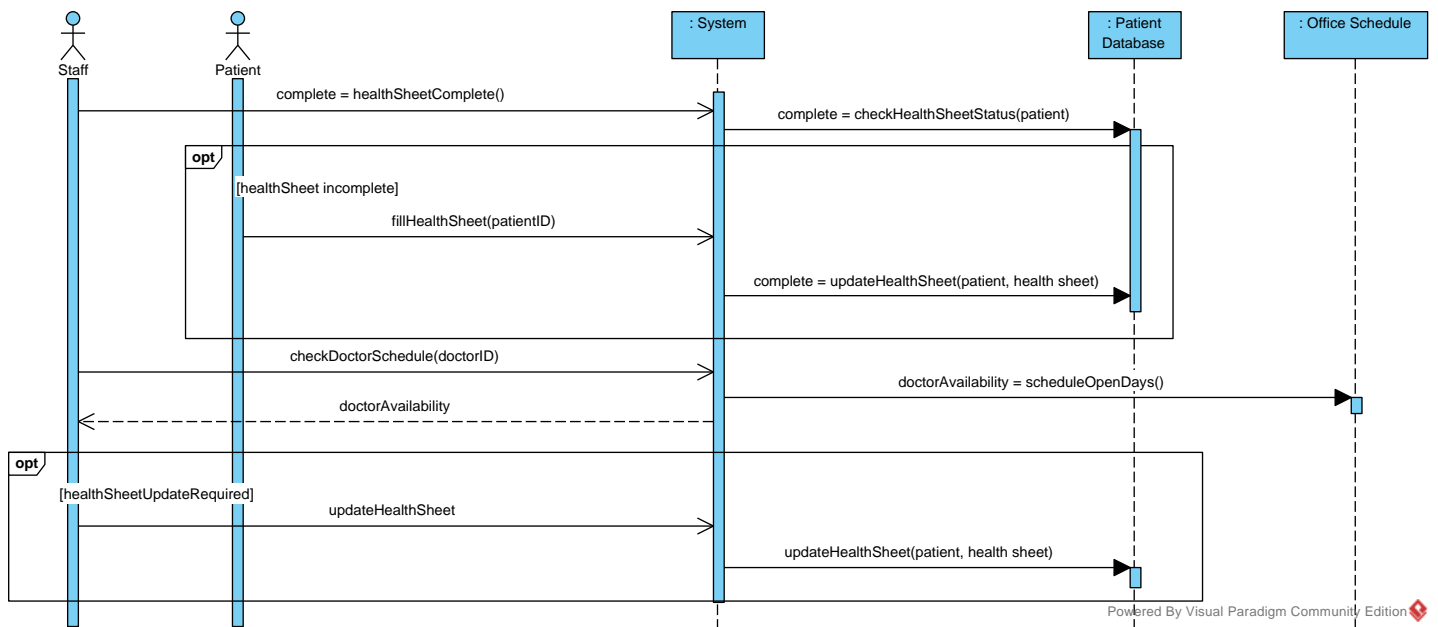 : System
: Patient
Database
: Office Schedule
Staff
Patient
complete = healthSheetComplete()
complete = checkHealthSheetStatus(patient)
opt
[healthSheet incomplete]
fillHealthSheet(patientID)
complete = updateHealthSheet(patient, health sheet)
checkDoctorSchedule(doctorID)
doctorAvailability = scheduleOpenDays()
doctorAvailability
opt
[healthSheetUpdateRequired]
updateHealthSheet
updateHealthSheet(patient, health sheet)
Powered By Visual Paradigm Community Edition